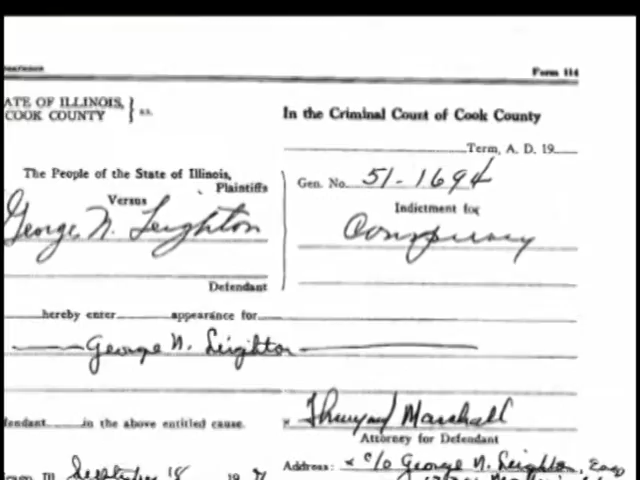 Form 114
ATE OF ILLINOIS, } ss.
COOK COUNTY
In the Criminal Court of Cook County
Term, A. D. 19
The People of the State of Illinois,
Plaintiffs
Versus
George N. Leighton
Defendant
Gen. No. 51-1694
Indictment for
Conspiracy
hereby enter appearance for
George N. Leighton
fendant in the above entitled cause.
Thurgood Marshall
Attorney for Defendant
September 18 19
Address: c/o George N. Leighton, Esq